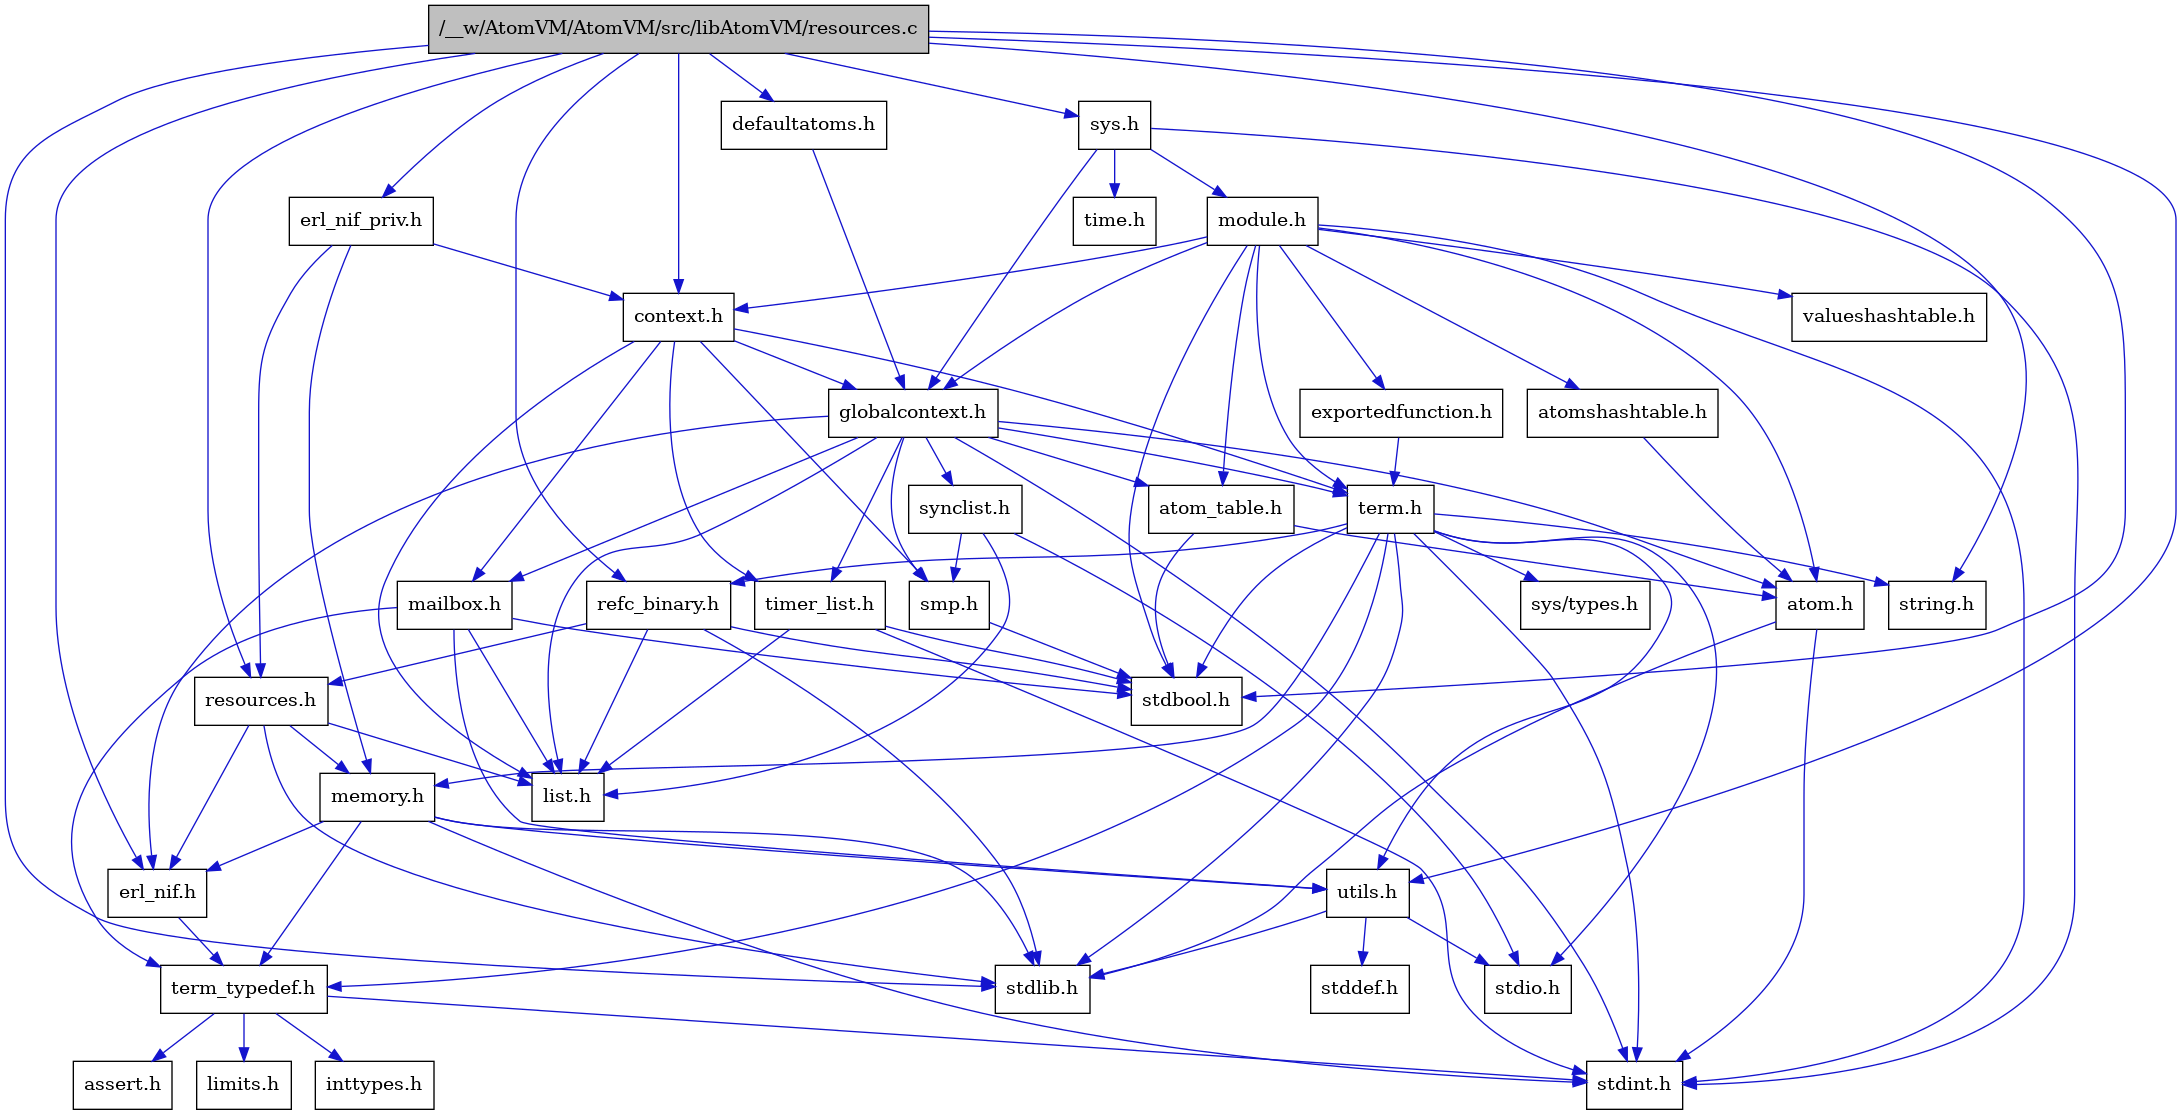 /__w/AtomVM/AtomVM/src/libAtomVM/resources.c
defaultatoms.h
sys.h
erl_nif_priv.h
time.h
module.h
context.h
valueshashtable.h
globalcontext.h
exportedfunction.h
atomshashtable.h
synclist.h
atom_table.h
term.h
mailbox.h
refc_binary.h
timer_list.h
smp.h
sys/types.h
atom.h
string.h
resources.h
stdbool.h
memory.h
list.h
erl_nif.h
utils.h
term_typedef.h
stdlib.h
stddef.h
stdio.h
assert.h
limits.h
inttypes.h
stdint.h